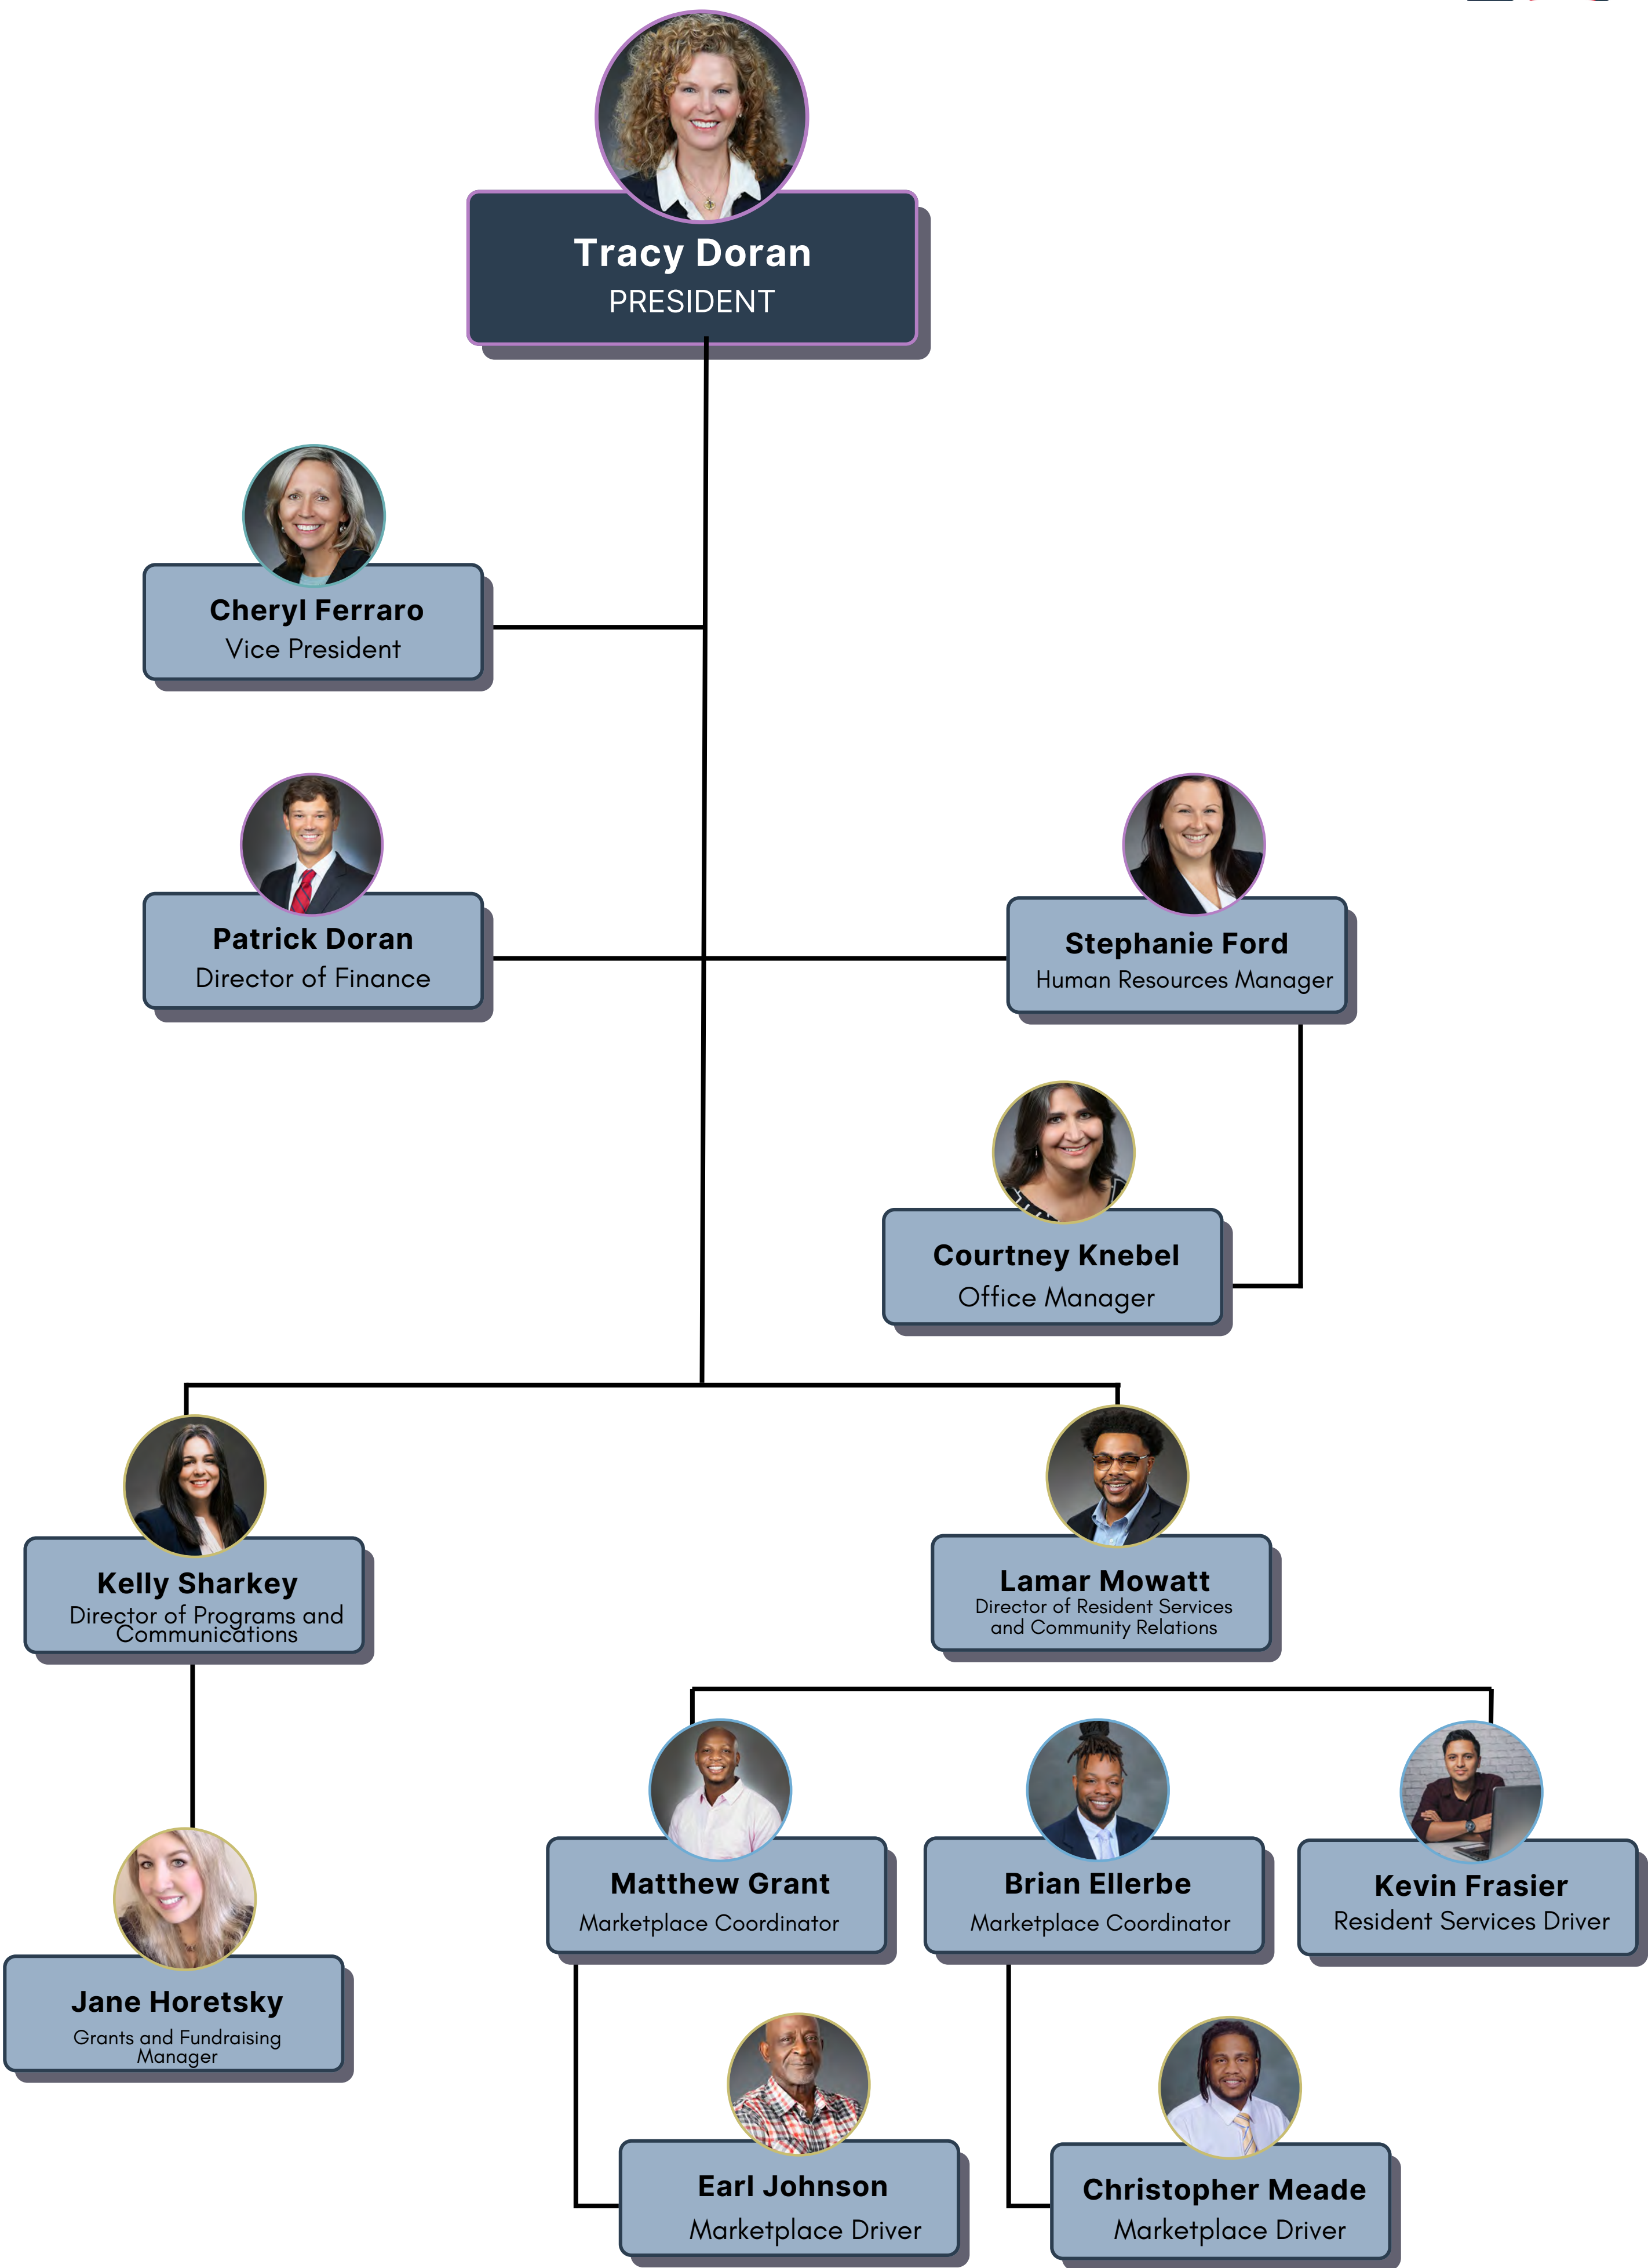 Tracy Doran
PRESIDENT
Cheryl Ferraro
Vice President
Patrick Doran
Director of Finance
Stephanie Ford
Human Resources Manager
Courtney Knebel
Office Manager
Kelly Sharkey
Director of Programs and
Communications
Lamar Mowatt
Director of Resident Services
and Community Relations
Matthew Grant
Marketplace Coordinator
Brian Ellerbe
Marketplace Coordinator
Kevin Frasier
Resident Services Driver
Jane Horetsky
Grants and Fundraising
Manager
Earl Johnson
Marketplace Driver
Christopher Meade
Marketplace Driver